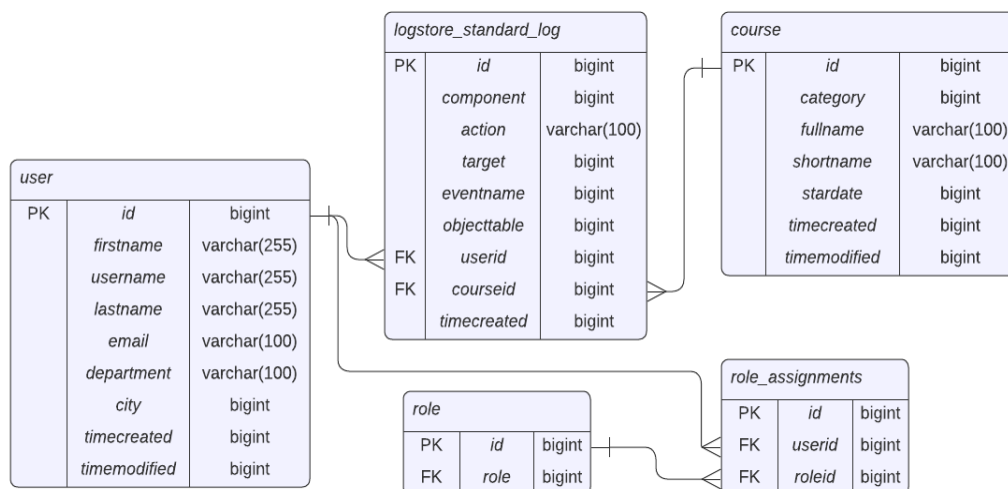 logstore_standard_log
PK id bigint
component bigint
action varchar(100)
target bigint
eventname bigint
objecttable bigint
FK userid bigint
FK courseid bigint
timecreated bigint
course
PK id bigint
category bigint
fullname varchar(100)
shortname varchar(100)
stardate bigint
timecreated bigint
timemodified bigint
user
PK id bigint
firstname varchar(255)
username varchar(255)
lastname varchar(255)
email varchar(100)
department varchar(100)
city bigint
timecreated bigint
timemodified bigint
role
PK id bigint
FK role bigint
role_assignments
PK id bigint
FK userid bigint
FK roleid bigint